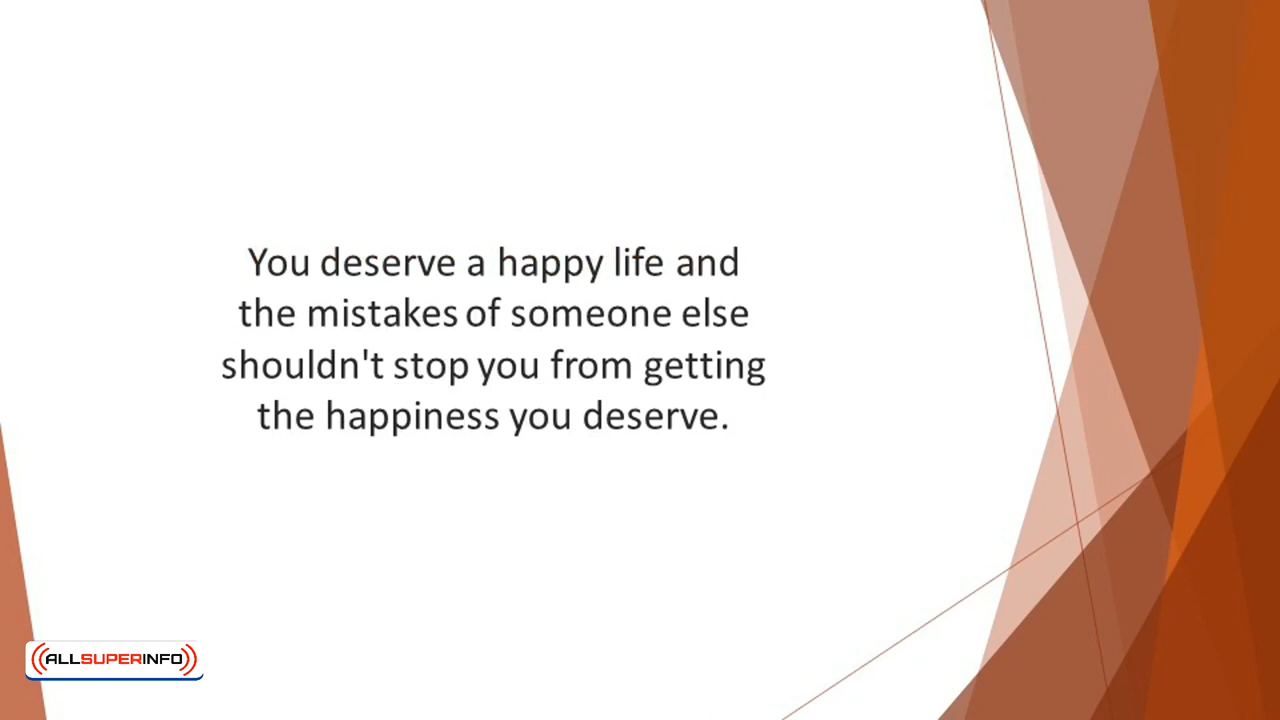 You deserve a happy life and
the mistakes of someone else
shouldn't stop you from getting
the happiness you deserve.
ALLSUPERINFO